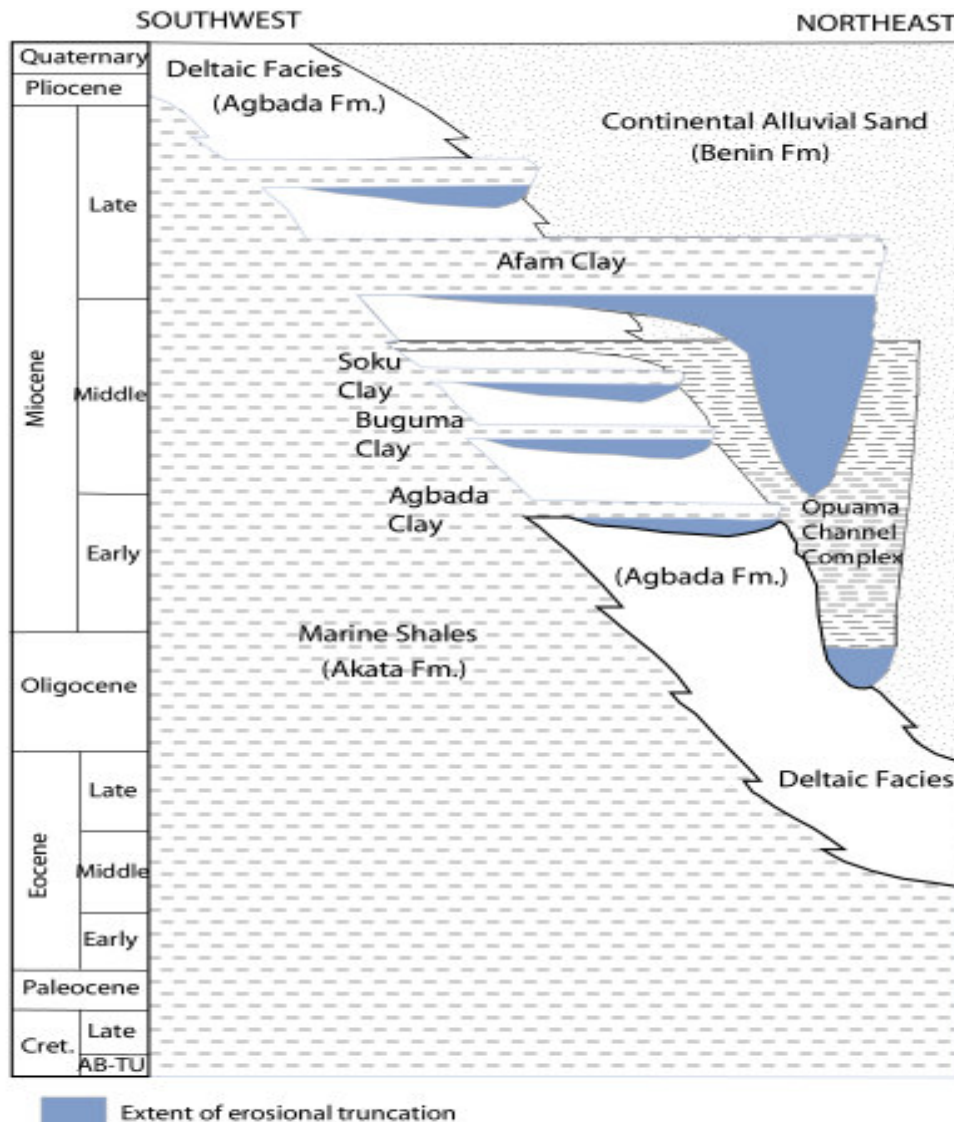 SOUTHWEST
NORTHEAST
Quaternary
Pliocene
Miocene
Late
Middle
Early
Oligocene
Eocene
Late
Middle
Early
Paleocene
Cret.
Late
AB-TU
Deltaic Facies
(Agbada Fm.)
Continental Alluvial Sand
(Benin Fm)
Afam Clay
Soku
Clay
Buguma
Clay
Agbada
Clay
Opuama
Channel
Complex
(Agbada Fm.)
Marine Shales
(Akata Fm.)
Deltaic Facies
Extent of erosional truncation